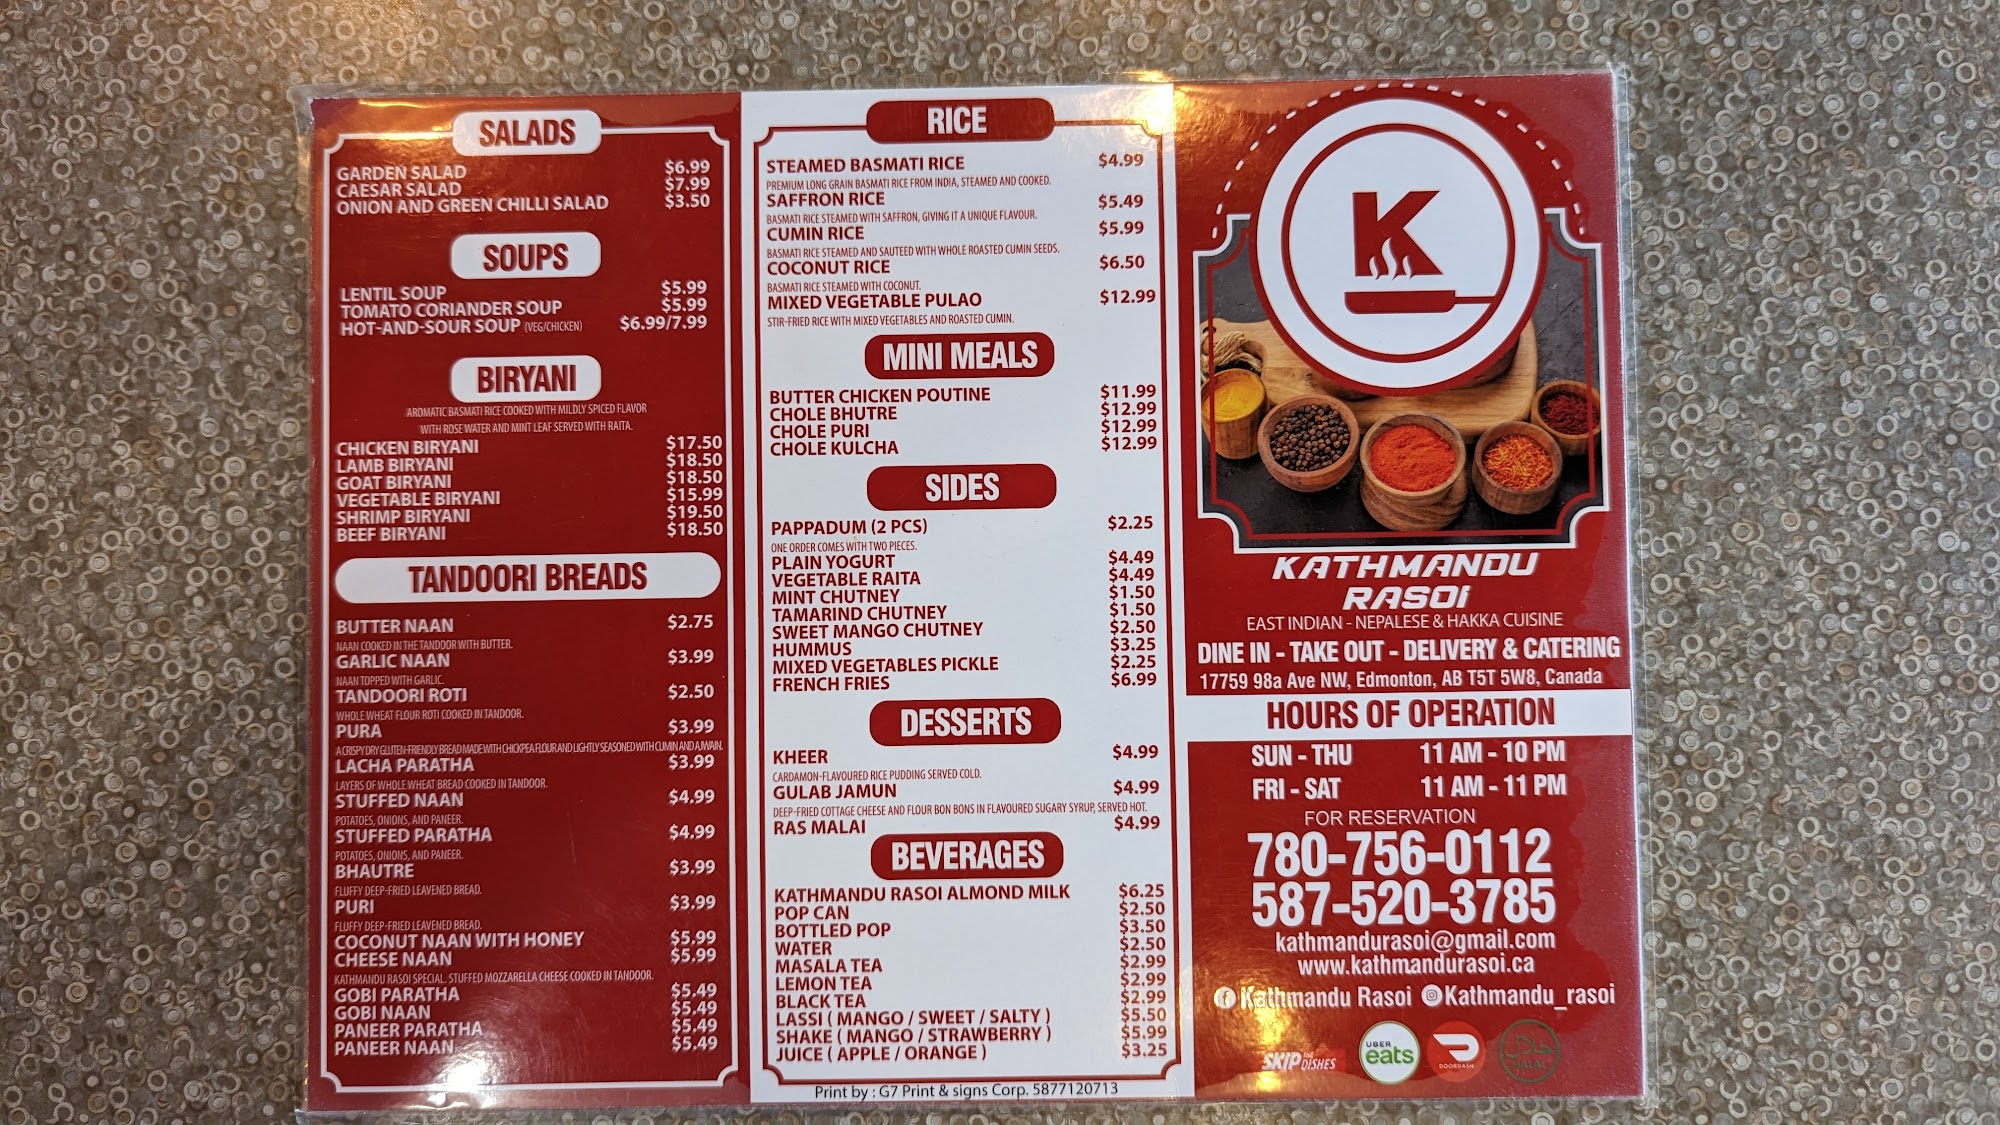 SALADS
GARDEN SALAD $6.99
CAESAR SALAD $7.99
ONION AND GREEN CHILLI SALAD $3.50
SOUPS
LENTIL SOUP $5.99
TOMATO CORIANDER SOUP $5.99
HOT-AND-SOUR SOUP (VEG/CHICKEN) $6.99/7.99
BIRYANI
AROMATIC BASMATI RICE COOKED WITH MILDLY SPICED FLAVOR
WITH ROSE WATER AND MINT LEAF SERVED WITH RAITA.
CHICKEN BIRYANI $17.50
LAMB BIRYANI $18.50
GOAT BIRYANI $18.50
VEGETABLE BIRYANI $15.99
SHRIMP BIRYANI $19.50
BEEF BIRYANI $18.50
TANDOORI BREADS
BUTTER NAAN $2.75
NAAN COOKED IN THE TANDOOR WITH BUTTER.
GARLIC NAAN $3.99
NAAN TOPPED WITH GARLIC.
TANDOORI ROTI $2.50
WHOLE WHEAT FLOUR ROTI COOKED IN TANDOOR.
PURA $3.99
A CRISPY DRY GLUTEN-FRIENDLY BREAD MADE WITH CHICKPEA FLOUR AND LIGHTLY SEASONED WITH CUMIN AND AJWAIN.
LACHA PARATHA $3.99
LAYERS OF WHOLE WHEAT BREAD COOKED IN TANDOOR.
STUFFED NAAN $4.99
POTATOES, ONIONS, AND PANEER.
STUFFED PARATHA $4.99
POTATOES, ONIONS, AND PANEER.
BHAUTRE $3.99
FLUFFY DEEP-FRIED LEAVENED BREAD.
PURI $3.99
FLUFFY DEEP-FRIED LEAVENED BREAD.
COCONUT NAAN WITH HONEY $5.99
CHEESE NAAN $5.99
KATHMANDU RASOI SPECIAL. STUFFED MOZZARELLA CHEESE COOKED IN TANDOOR.
GOBI PARATHA $5.49
GOBI NAAN $5.49
PANEER PARATHA $5.49
PANEER NAAN $5.49
RICE
STEAMED BASMATI RICE $4.99
PREMIUM LONG GRAIN BASMATI RICE FROM INDIA, STEAMED AND COOKED.
SAFFRON RICE $5.49
BASMATI RICE STEAMED WITH SAFFRON, GIVING IT A UNIQUE FLAVOUR.
CUMIN RICE $5.99
BASMATI RICE STEAMED AND SAUTEED WITH WHOLE ROASTED CUMIN SEEDS.
COCONUT RICE $6.50
BASMATI RICE STEAMED WITH COCONUT.
MIXED VEGETABLE PULAO $12.99
STIR-FRIED RICE WITH MIXED VEGETABLES AND ROASTED CUMIN.
MINI MEALS
BUTTER CHICKEN POUTINE $11.99
CHOLE BHUTRE $12.99
CHOLE PURI $12.99
CHOLE KULCHA $12.99
SIDES
PAPPADUM (2 PCS) $2.25
ONE ORDER COMES WITH TWO PIECES.
PLAIN YOGURT $4.49
VEGETABLE RAITA $4.49
MINT CHUTNEY $1.50
TAMARIND CHUTNEY $1.50
SWEET MANGO CHUTNEY $2.50
HUMMUS $3.25
MIXED VEGETABLES PICKLE $2.25
FRENCH FRIES $6.99
DESSERTS
KHEER $4.99
CARDAMON-FLAVOURED RICE PUDDING SERVED COLD.
GULAB JAMUN $4.99
DEEP-FRIED COTTAGE CHEESE AND FLOUR BON BONS IN FLAVOURED SUGARY SYRUP, SERVED HOT.
RAS MALAI $4.99
BEVERAGES
KATHMANDU RASOI ALMOND MILK $6.25
POP CAN $2.50
BOTTLED POP $3.50
WATER $2.50
MASALA TEA $2.99
LEMON TEA $2.99
BLACK TEA $2.99
LASSI ( MANGO / SWEET / SALTY ) $5.50
SHAKE ( MANGO / STRAWBERRY ) $5.99
JUICE ( APPLE / ORANGE ) $3.25
Print by : G7 Print & signs Corp. 5877120713
K
KATHMANDU
RASOI
EAST INDIAN - NEPALESE & HAKKA CUISINE
DINE IN - TAKE OUT - DELIVERY & CATERING
17759 98a Ave NW, Edmonton, AB T5T 5W8, Canada
HOURS OF OPERATION
SUN - THU 11 AM - 10 PM
FRI - SAT 11 AM - 11 PM
FOR RESERVATION
780-756-0112
587-520-3785
kathmandurasoi@gmail.com
www.kathmandurasoi.ca
Kathmandu Rasoi Kathmandu_rasoi
SKIP THE DISHES
UBER eats
DOORDASH
HALAL